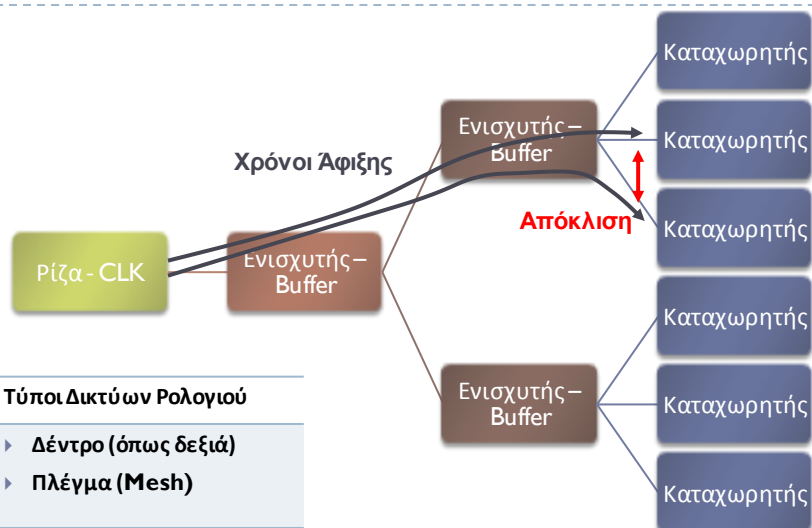 Καταχωρητής
Ενισχυτής –
Buffer
Καταχωρητής
Χρόνοι Άφιξης
Απόκλιση
Καταχωρητής
Ρίζα - CLK
Ενισχυτής –
Buffer
Καταχωρητής
Τύποι Δικτύων Ρολογιού
Δέντρο (όπως δεξιά)
Πλέγμα (Mesh)
Ενισχυτής –
Buffer
Καταχωρητής
Καταχωρητής